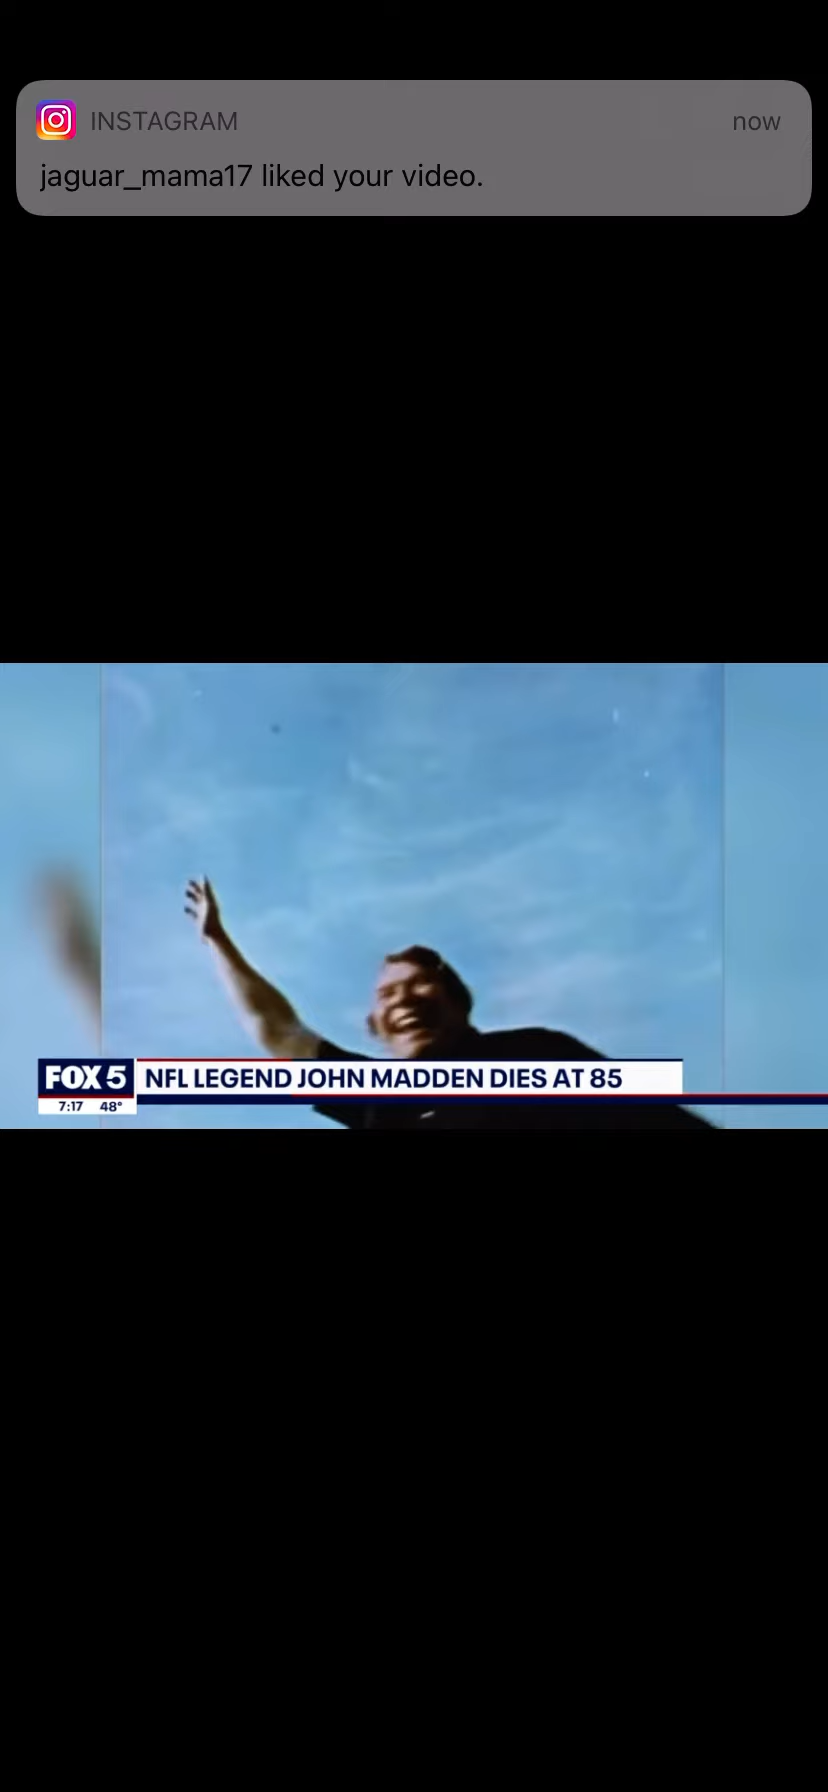 INSTAGRAM now
jaguar_mama17 liked your video.
FOX 5 NFL LEGEND JOHN MADDEN DIES AT 85
7:17 48°